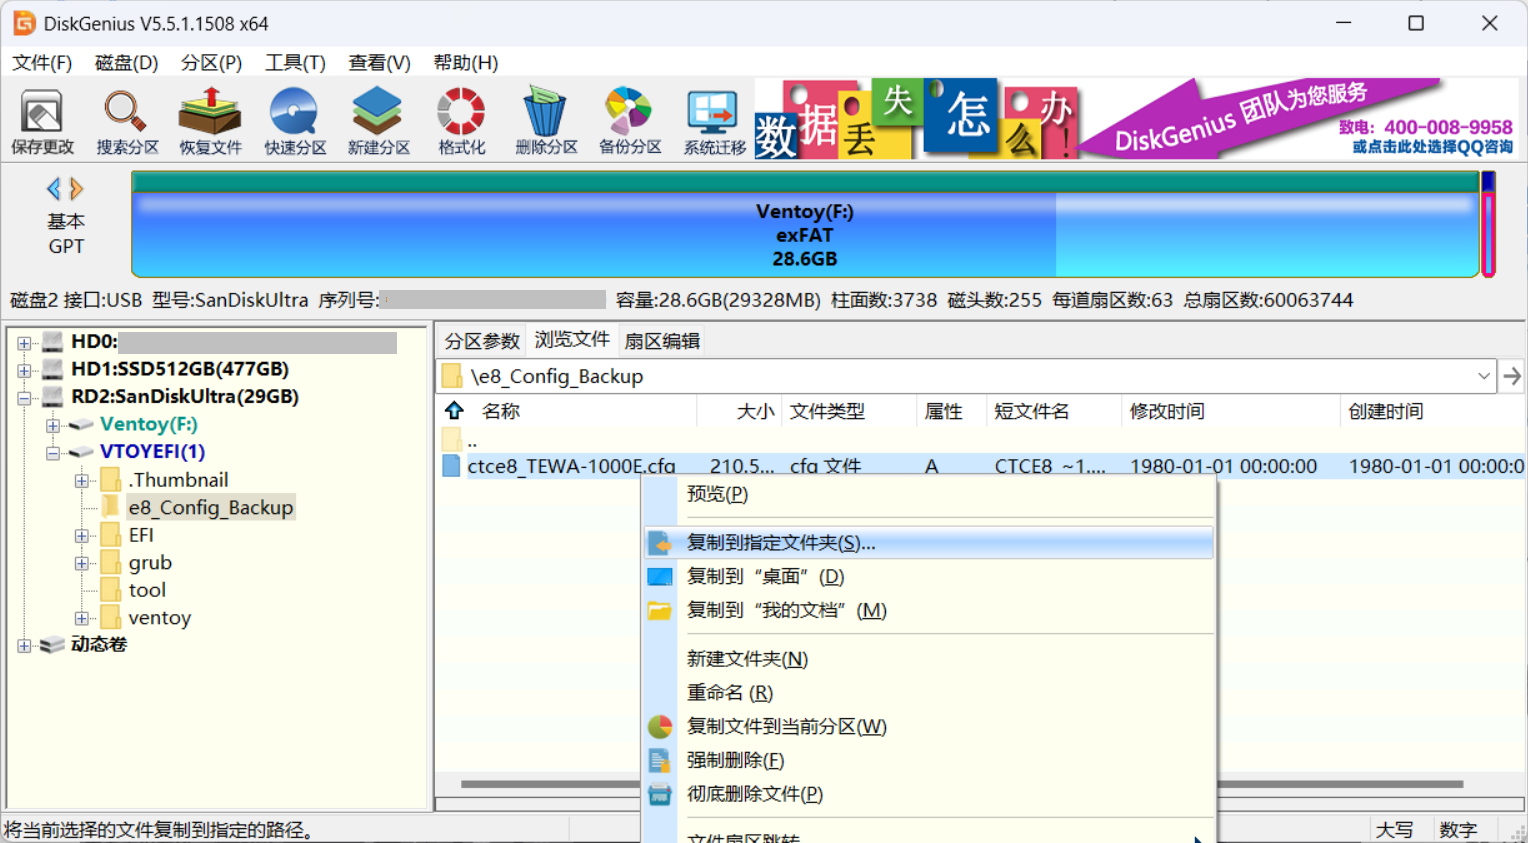 DiskGenius V5.5.1.1508 x64
文件(F) 磁盘(D) 分区(P) 工具(T) 查看(V) 帮助(H)
保存更改 搜索分区 恢复文件 快速分区 新建分区 格式化 删除分区 备份分区 系统迁移
数据丢失怎么办!
DiskGenius 团队为您服务
致电: 400-008-9958
或点击此处选择QQ咨询
基本
GPT
Ventoy(F:)
exFAT
28.6GB
磁盘2 接口:USB 型号:SanDiskUltra 序列号: 容量:28.6GB(29328MB) 柱面数:3738 磁头数:255 每道扇区数:63 总扇区数:60063744
HD0:
HD1:SSD512GB(477GB)
RD2:SanDiskUltra(29GB)
Ventoy(F:)
VTOYEFI(1)
.Thumbnail
e8_Config_Backup
EFI
grub
tool
ventoy
动态卷
分区参数 浏览文件 扇区编辑
\e8_Config_Backup
名称 大小 文件类型 属性 短文件名 修改时间 创建时间
..
ctce8_TEWA-1000E.cfg 210.5... cfg 文件 A CTCE8_~1.... 1980-01-01 00:00:00 1980-01-01 00:00:0
预览(P)
复制到指定文件夹(S)...
复制到“桌面”(D)
复制到“我的文档”(M)
新建文件夹(N)
重命名 (R)
复制文件到当前分区(W)
强制删除(F)
彻底删除文件(P)
文件扇区跳转
将当前选择的文件复制到指定的路径。
大写 数字